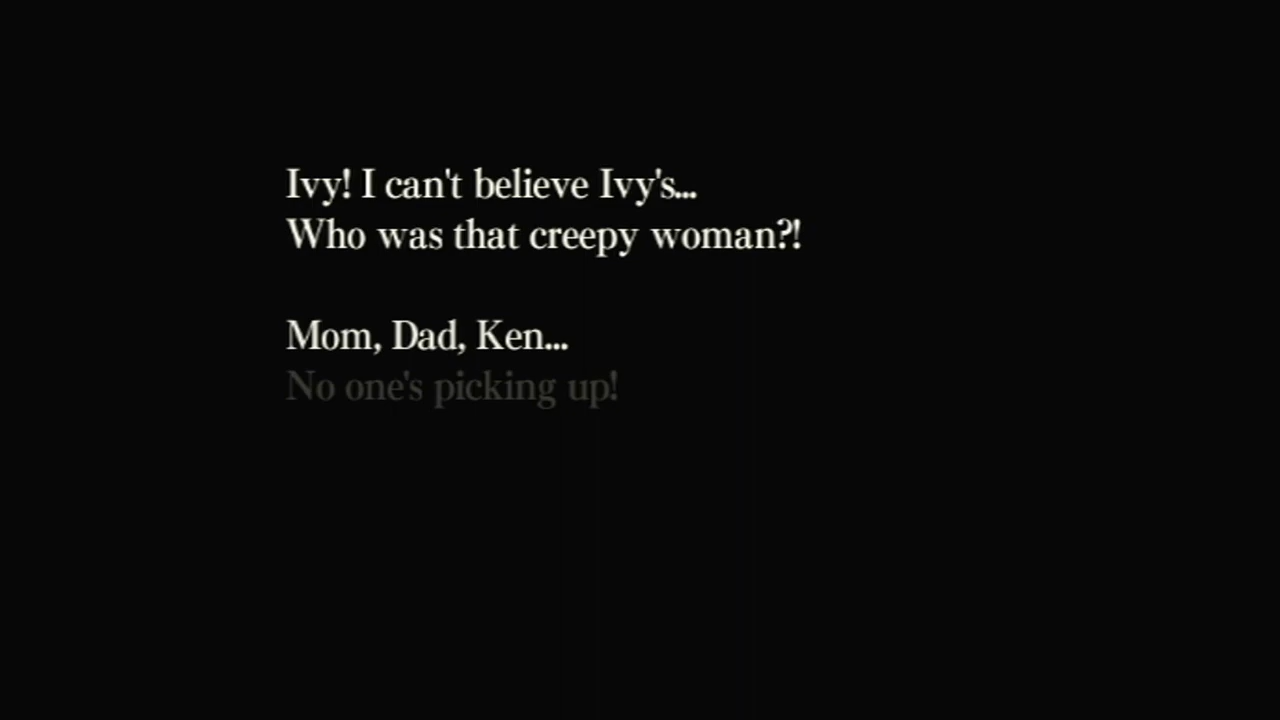 Ivy! I can't believe Ivy's...
Who was that creepy woman?!
Mom, Dad, Ken...
No one's picking up!